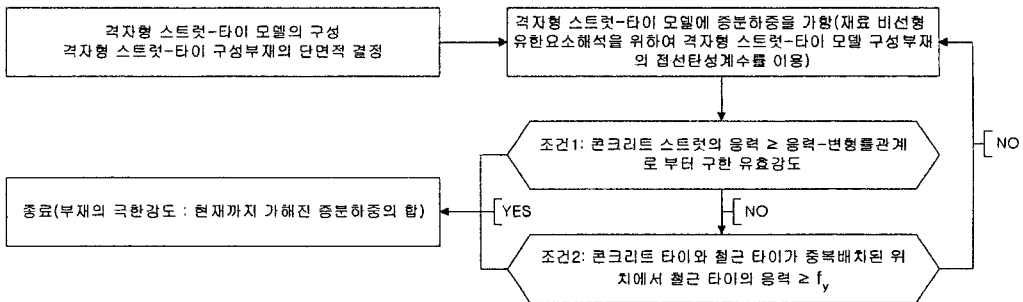 격자형 스트럿-타이 모델의 구성
격자형 스트럿-타이 구성부재의 단면적 결정
격자형 스트럿-타이 모델에 증분하중을 가함(재료 비선형
유한요소해석을 위하여 격자형 스트럿-타이 모델 구성부재
의 접선탄성계수를 이용)
조건1: 콘크리트 스트럿의 응력 ≥ 응력-변형률관계
로 부터 구한 유효강도
NO
종료(부재의 극한강도 : 현재까지 가해진 증분하중의 합)
YES
NO
조건2: 콘크리트 타이와 철근 타이가 중복배치된 위
치에서 철근 타이의 응력 ≥ fy